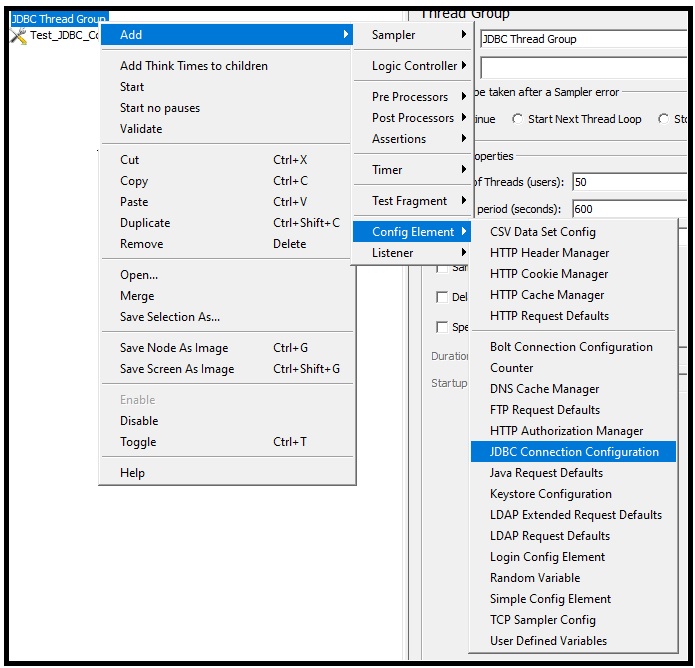 JDBC Thread Group
Test_JDBC_Co
Add
Add Think Times to children
Start
Start no pauses
Validate
Cut Ctrl+X
Copy Ctrl+C
Paste Ctrl+V
Duplicate Ctrl+Shift+C
Remove Delete
Open...
Merge
Save Selection As...
Save Node As Image Ctrl+G
Save Screen As Image Ctrl+Shift+G
Enable
Disable
Toggle Ctrl+T
Help
Sampler
Logic Controller
Pre Processors
Post Processors
Assertions
Timer
Test Fragment
Config Element
Listener
Thread Group
JDBC Thread Group
be taken after a Sampler error
inue Start Next Thread Loop Sto
operties
of Threads (users): 50
period (seconds): 600
Sar
Del
Spe
Duration
Startup
CSV Data Set Config
HTTP Header Manager
HTTP Cookie Manager
HTTP Cache Manager
HTTP Request Defaults
Bolt Connection Configuration
Counter
DNS Cache Manager
FTP Request Defaults
HTTP Authorization Manager
JDBC Connection Configuration
Java Request Defaults
Keystore Configuration
LDAP Extended Request Defaults
LDAP Request Defaults
Login Config Element
Random Variable
Simple Config Element
TCP Sampler Config
User Defined Variables